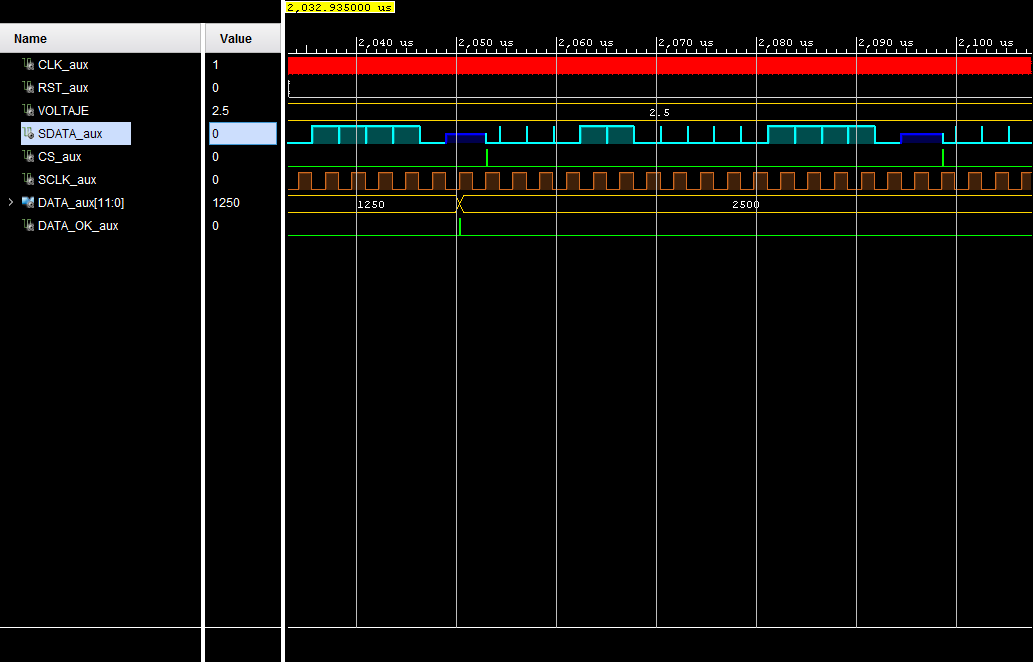 2,032.935000 us
Name Value
2,040 us 2,050 us 2,060 us 2,070 us 2,080 us 2,090 us 2,100 us
CLK_aux 1
RST_aux 0
VOLTAJE 2.5 2.5
SDATA_aux 0
CS_aux 0
SCLK_aux 0
DATA_aux[11:0] 1250 1250 2500
DATA_OK_aux 0